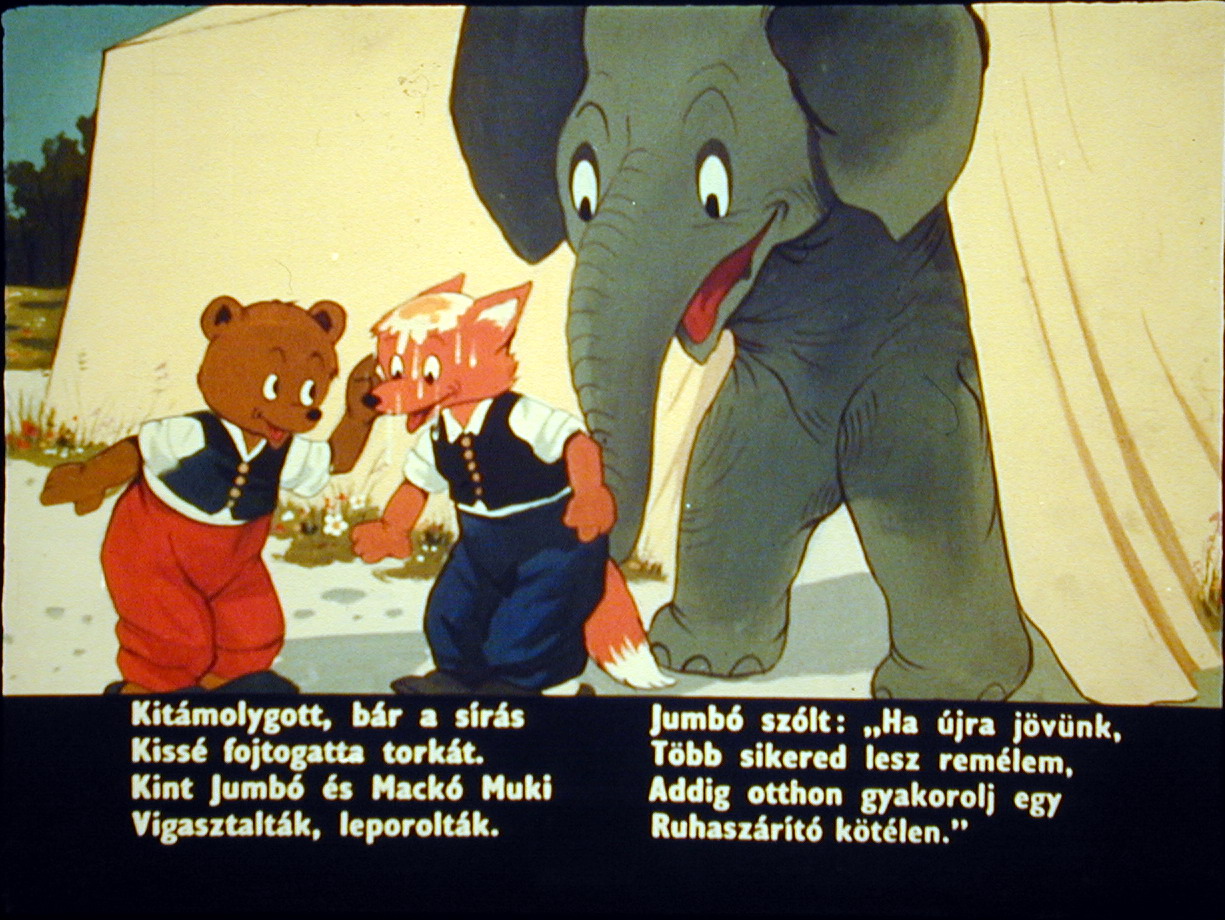 Kitámolygott, bár a sírás
Kissé fojtogatta torkát.
Kint Jumbó és Mackó Muki
Vigasztalták, leporolták.
Jumbó szólt: „Ha újra jövünk,
Több sikered lesz remélem,
Addig otthon gyakorolj egy
Ruhaszárító kötélen.”